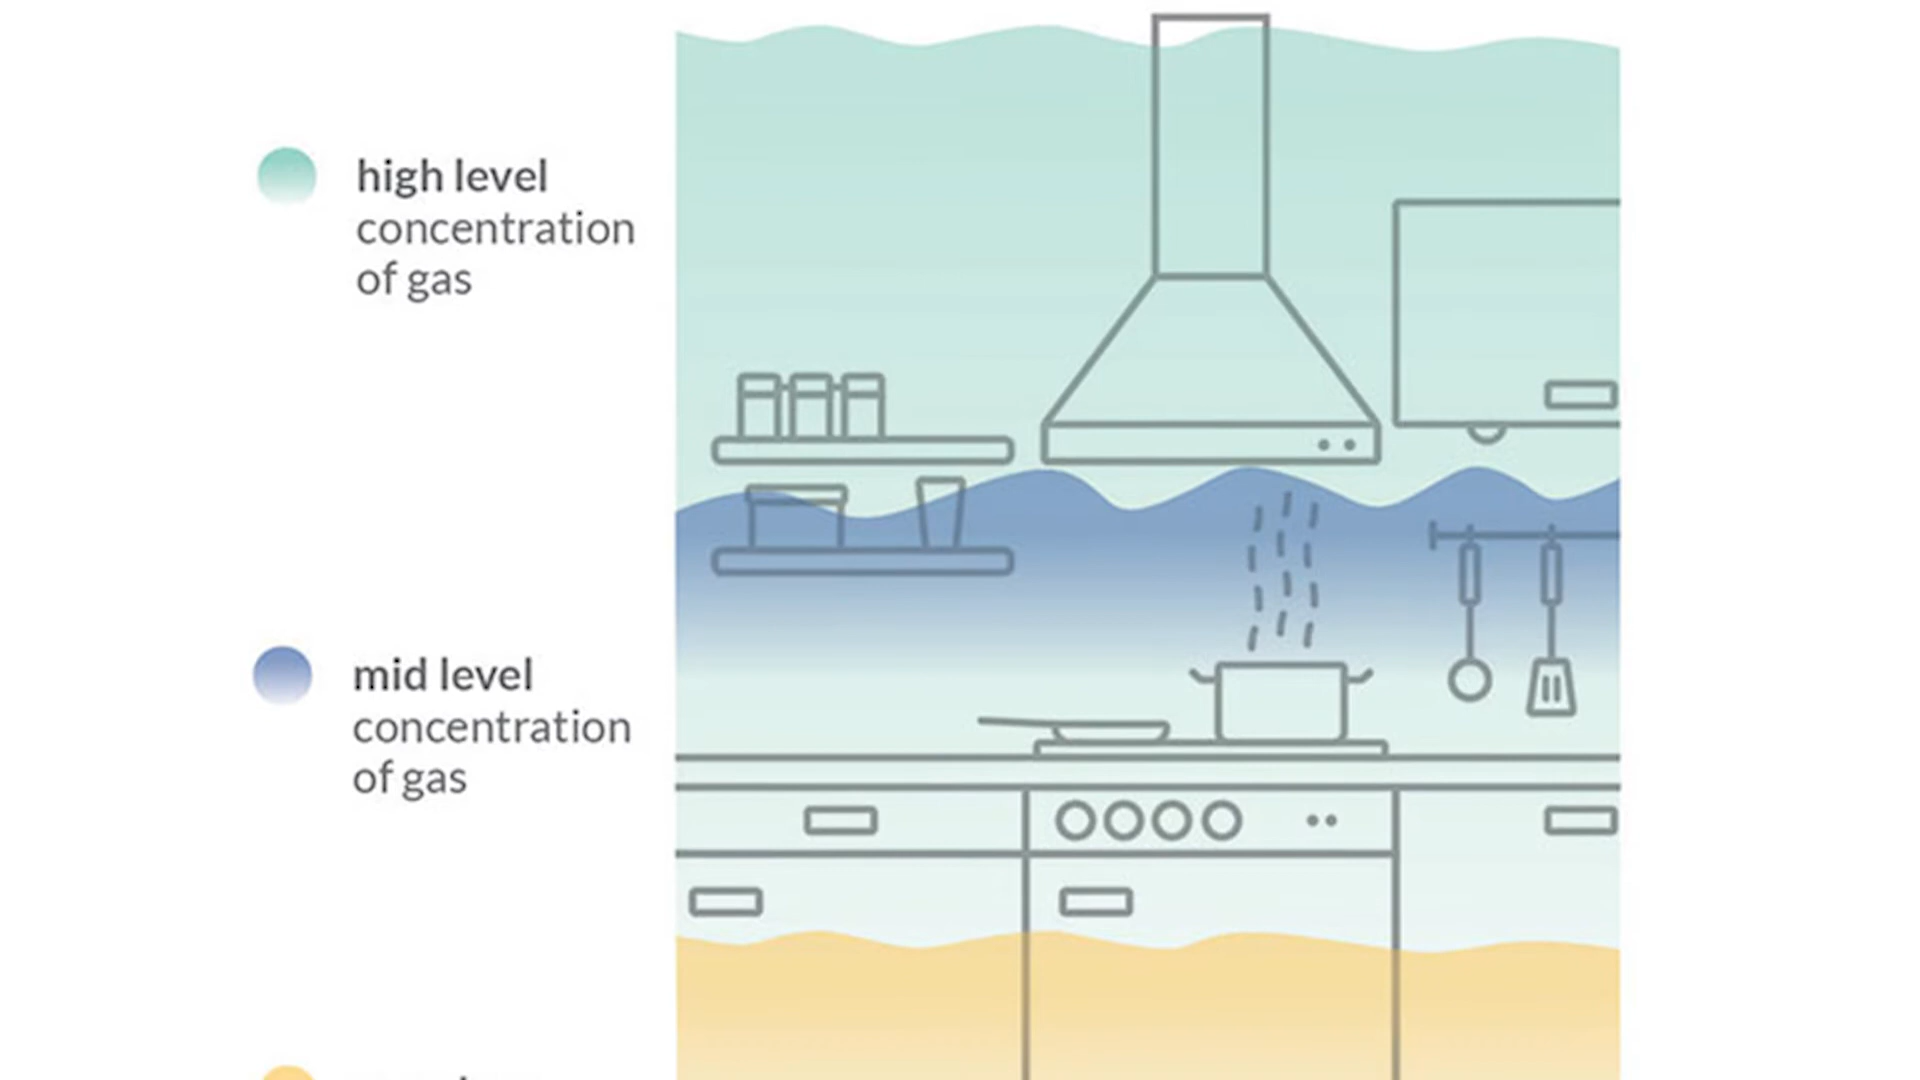 high level
concentration
of gas
mid level
concentration
of gas